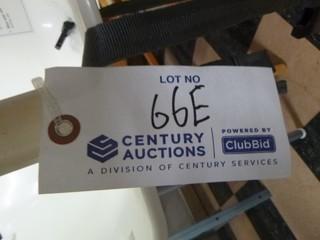 LOT NO
66E
CENTURY AUCTIONS
POWERED BY
ClubBid
A DIVISION OF CENTURY SERVICES